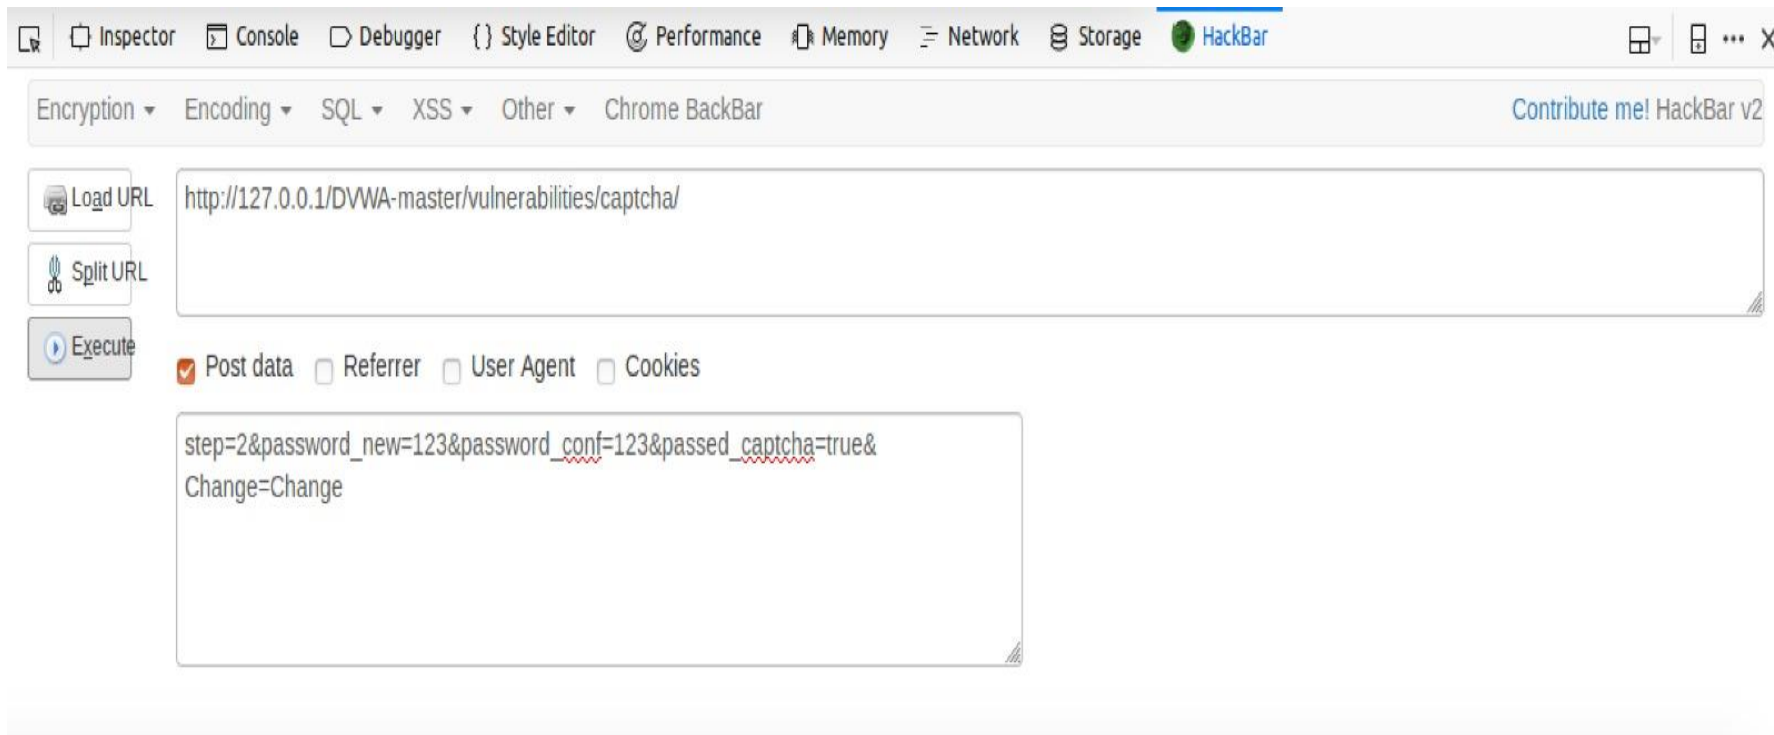 Inspector Console Debugger {} Style Editor Performance Memory Network Storage HackBar
Encryption Encoding SQL XSS Other Chrome BackBar Contribute me! HackBar v2
Load URL http://127.0.0.1/DVWA-master/vulnerabilities/captcha/
Split URL
Execute
Post data Referrer User Agent Cookies
step=2&password_new=123&password_conf=123&passed_captcha=true&
Change=Change